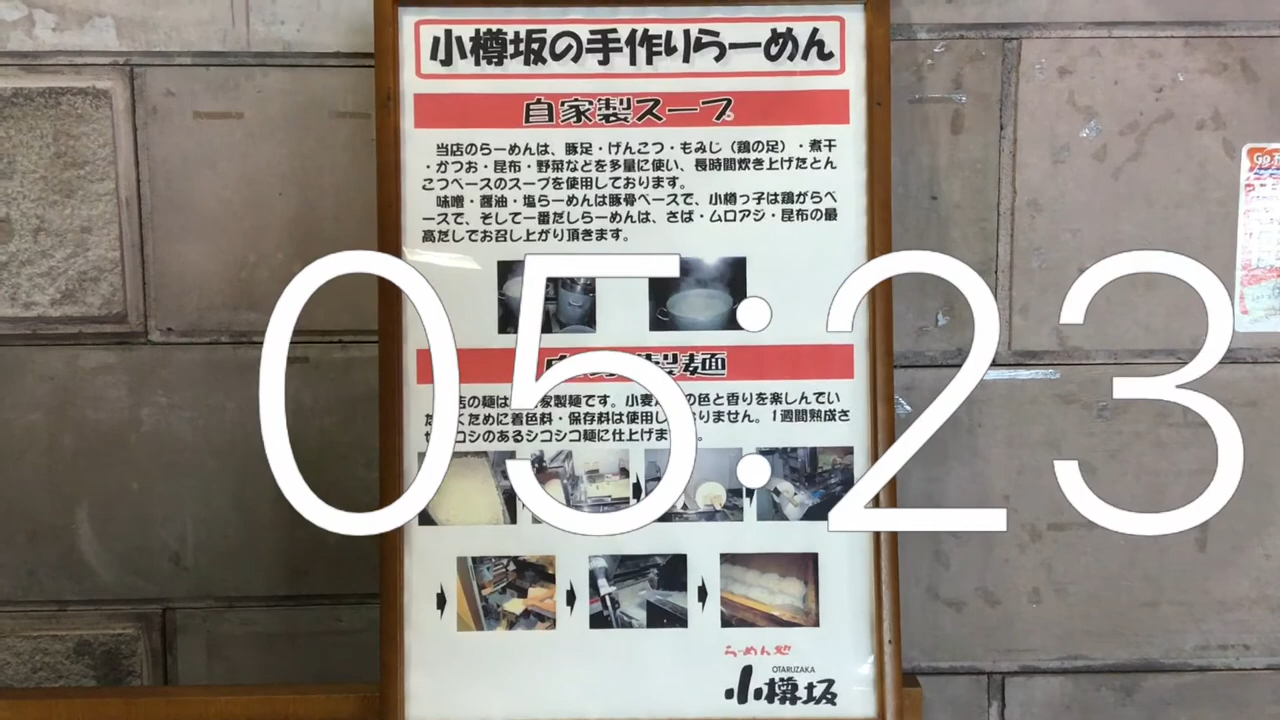 小樽坂の手作りらーめん
自家製スープ
当店のらーめんは、豚足・げんこつ・もみじ（鶏の足）・煮干
・かつお・昆布・野菜などを多量に使い、長時間炊き上げたとん
こつベースのスープを使用しております。
味噌・醤油・塩らーめんは豚骨ベースで、小樽っ子は鶏がらベ
ースで、そして一番だしらーめんは、さば・ムロアジ・昆布の最
高だしでお召し上がり頂きます。
05:23
製麺
店の麺は 家製麺です。小麦 の色と香りを楽しんでい
た くために着色料・保存料は使用し りません。1週間熟成さ
コシのあるシコシコ麺に仕上げま 。
らーめん処
OTARUZAKA
小樽坂